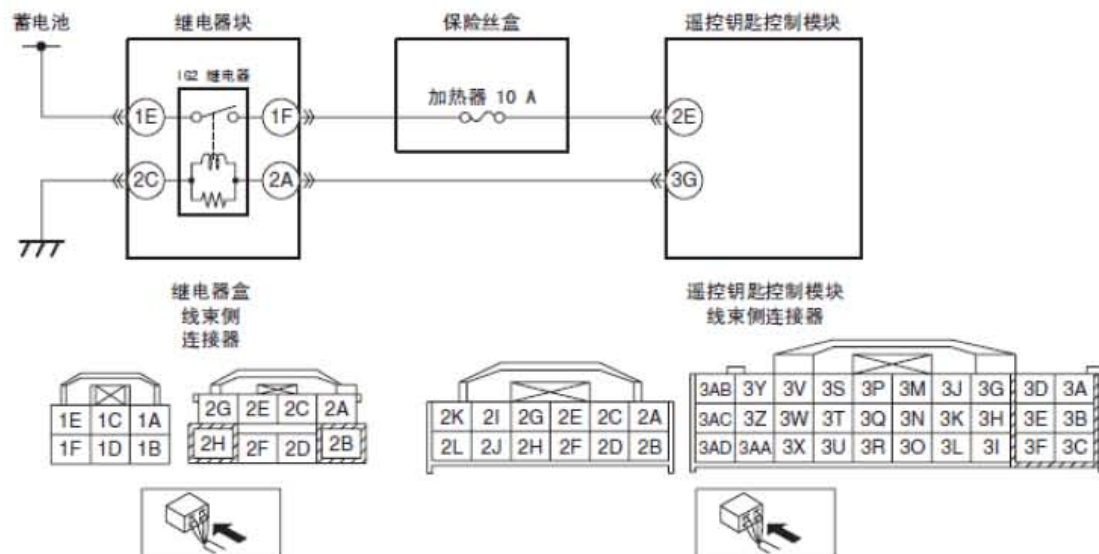 蓄电池 继电器块 保险丝盒 遥控钥匙控制模块
IG2 继电器
加热器 10 A
1E 1F 2E
2C 2A 3G
继电器盒
线束侧
连接器
遥控钥匙控制模块
线束侧连接器
1E 1C 1A
1F 1D 1B
2G 2E 2C 2A
2H 2F 2D 2B
2K 2I 2G 2E 2C 2A
2L 2J 2H 2F 2D 2B
3AB 3Y 3V 3S 3P 3M 3J 3G 3D 3A
3AC 3Z 3W 3T 3Q 3N 3K 3H 3E 3B
3AD 3AA 3X 3U 3R 3O 3L 3I 3F 3C